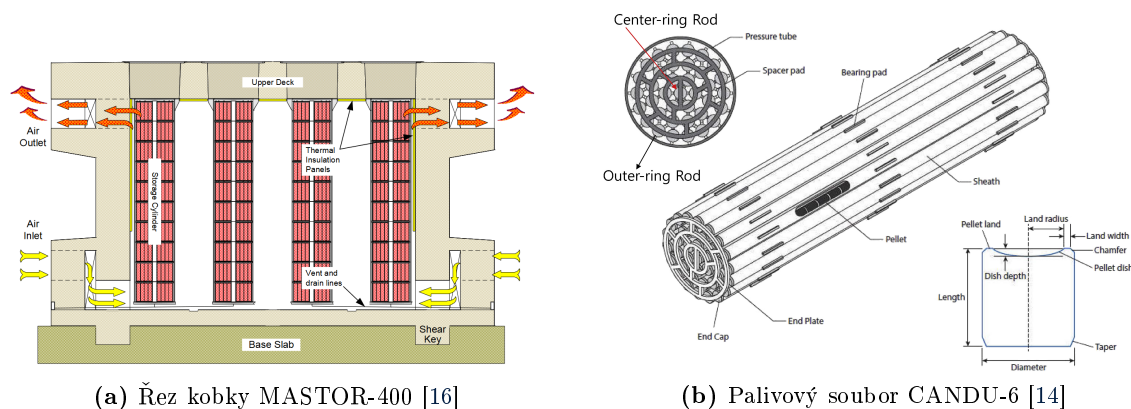 Upper Deck
Air
Outlet
Thermal
Insulation
Panels
Storage Cylinder
Air
Inlet
Vent and
drain lines
Shear
Key
Base Slab
(a) Řez kobky MASTOR-400 [16]
Center-ring Rod
Pressure tube
Spacer pad
Bearing pad
Outer-ring Rod
Sheath
Pellet
End Plate
End Cap
Land radius
Pellet land
Land width
Chamfer
Pellet dish
Dish depth
Length
Taper
Diameter
(b) Palivový soubor CANDU-6 [14]